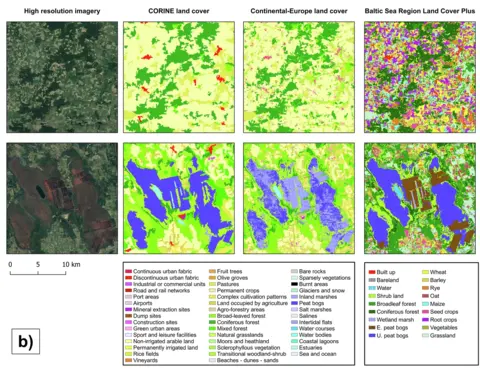 High resolution imagery
CORINE land cover
Continental-Europe land cover
Baltic Sea Region Land Cover Plus
0 5 10 km
b)
Continuous urban fabric
Discontinuous urban fabric
Industrial or commercial units
Road and rail networks
Port areas
Airports
Mineral extraction sites
Dump sites
Construction sites
Green urban areas
Sport and leisure facilities
Non-irrigated arable land
Permanently irrigated land
Rice fields
Vineyards
Fruit trees
Olive groves
Pastures
Permanent crops
Complex cultivation patterns
Land occupied by agriculture
Agro-forestry areas
Broad-leaved forest
Coniferous forest
Mixed forest
Natural grasslands
Moors and heathland
Sclerophyllous vegetation
Transitional woodland-shrub
Beaches - dunes - sands
Bare rocks
Sparsely vegetations
Burnt areas
Glaciers and snow
Inland marshes
Peat bogs
Salt marshes
Salines
Intertidal flats
Water courses
Water bodies
Coastal lagoons
Estuaries
Sea and ocean
Built up
Bareland
Water
Shrub land
Broadleaf forest
Coniferous forest
Wetland marsh
E. peat bogs
U. peat bogs
Wheat
Barley
Rye
Oat
Maize
Seed crops
Root crops
Vegetables
Grassland